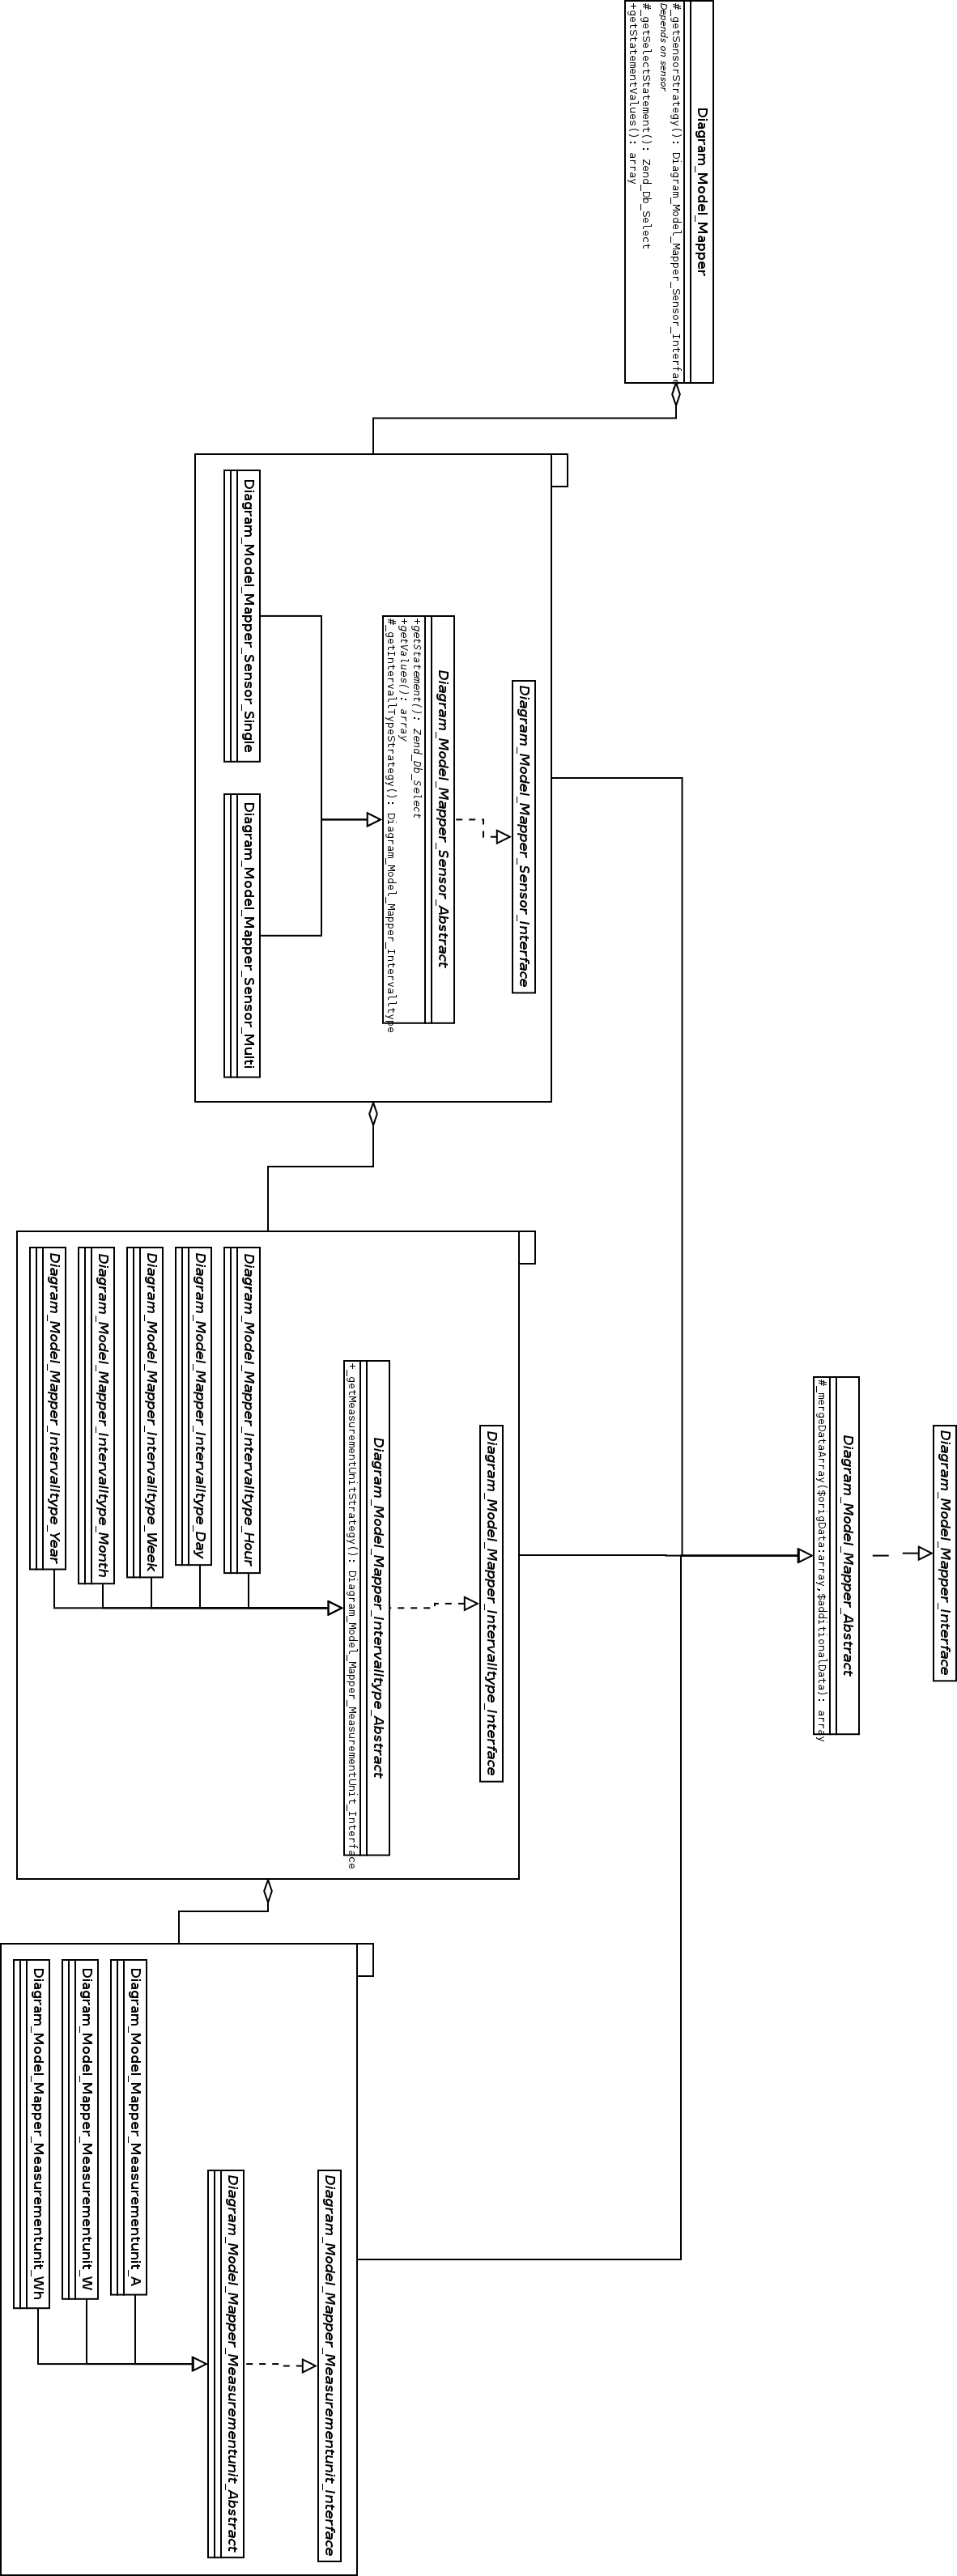 Diagram_Model_Mapper_Interface
Diagram_Model_Mapper_Abstract
#_mergeDataArray($origData:array,$additionalData): array
Diagram_Model_Mapper
#_getSensorStrategy(): Diagram_Model_Mapper_Sensor_Interfac
Depends on sensor
#_getSelectStatement(): Zend_Db_Select
+getStatementValues(): array
Diagram_Model_Mapper_Sensor_Interface
Diagram_Model_Mapper_Sensor_Abstract
+getStatement(): Zend_Db_Select
+getValues(): array
#_getIntervallTypeStrategy(): Diagram_Model_Mapper_Intervalltype
Diagram_Model_Mapper_Sensor_Single
Diagram_Model_Mapper_Sensor_Multi
Diagram_Model_Mapper_Intervalltype_Interface
Diagram_Model_Mapper_Intervalltype_Abstract
+_getMeasurementUnitStrategy(): Diagram_Model_Mapper_MeasurementUnit_Interface
Diagram_Model_Mapper_Intervalltype_Hour
Diagram_Model_Mapper_Intervalltype_Day
Diagram_Model_Mapper_Intervalltype_Week
Diagram_Model_Mapper_Intervalltype_Month
Diagram_Model_Mapper_Intervalltype_Year
Diagram_Model_Mapper_Measurementunit_Interface
Diagram_Model_Mapper_Measurementunit_Abstract
Diagram_Model_Mapper_Measurementunit_A
Diagram_Model_Mapper_Measurementunit_W
Diagram_Model_Mapper_Measurementunit_Wh